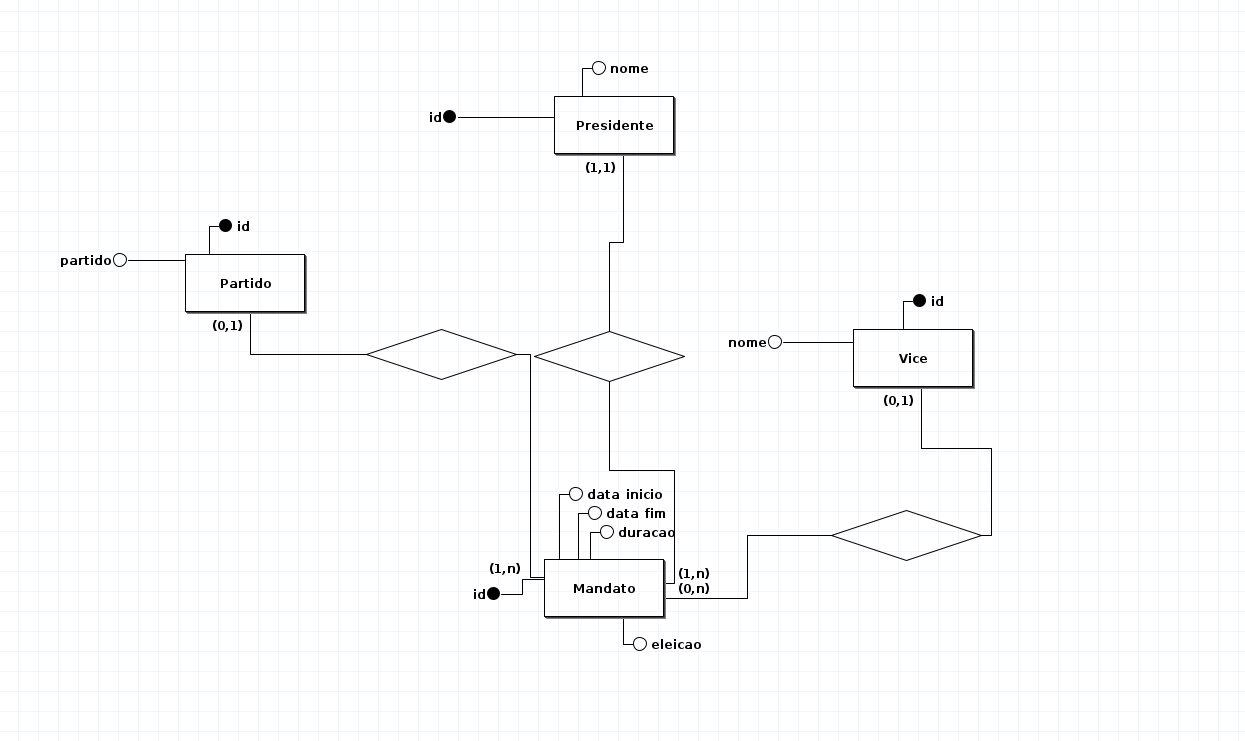 nome
id
Presidente
(1,1)
id
partido
Partido
(0,1)
id
nome
Vice
(0,1)
data inicio
data fim
duracao
(1,n)
(1,n)
id
Mandato
(0,n)
eleicao